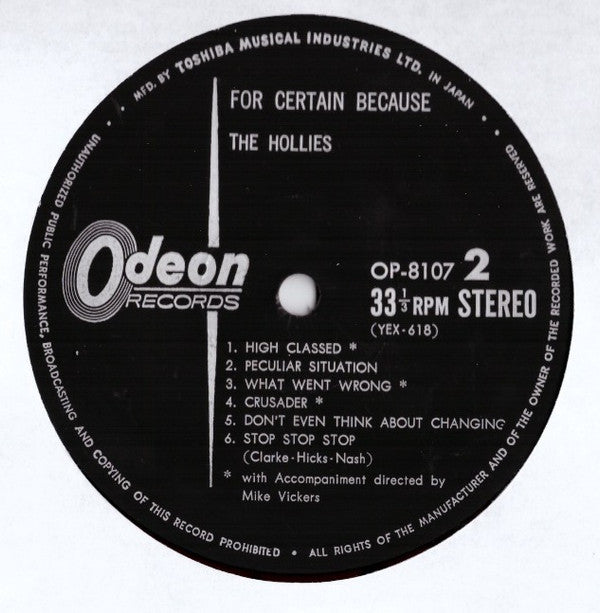 • MFD. BY TOSHIBA MUSICAL INDUSTRIES LTD. IN JAPAN •
FOR CERTAIN BECAUSE
THE HOLLIES
Odeon
RECORDS
OP-8107 2
33 1/3 RPM STEREO
(YEX-618)
1. HIGH CLASSED *
2. PECULIAR SITUATION
3. WHAT WENT WRONG *
4. CRUSADER *
5. DON'T EVEN THINK ABOUT CHANGING
6. STOP STOP STOP
(Clarke-Hicks-Nash)
* with Accompaniment directed by
Mike Vickers
UNAUTHORIZED PUBLIC PERFORMANCE, BROADCASTING AND COPYING OF THIS RECORD PROHIBITED • ALL RIGHTS OF THE MANUFACTURER AND OF THE OWNER OF THE RECORDED WORK ARE RESERVED